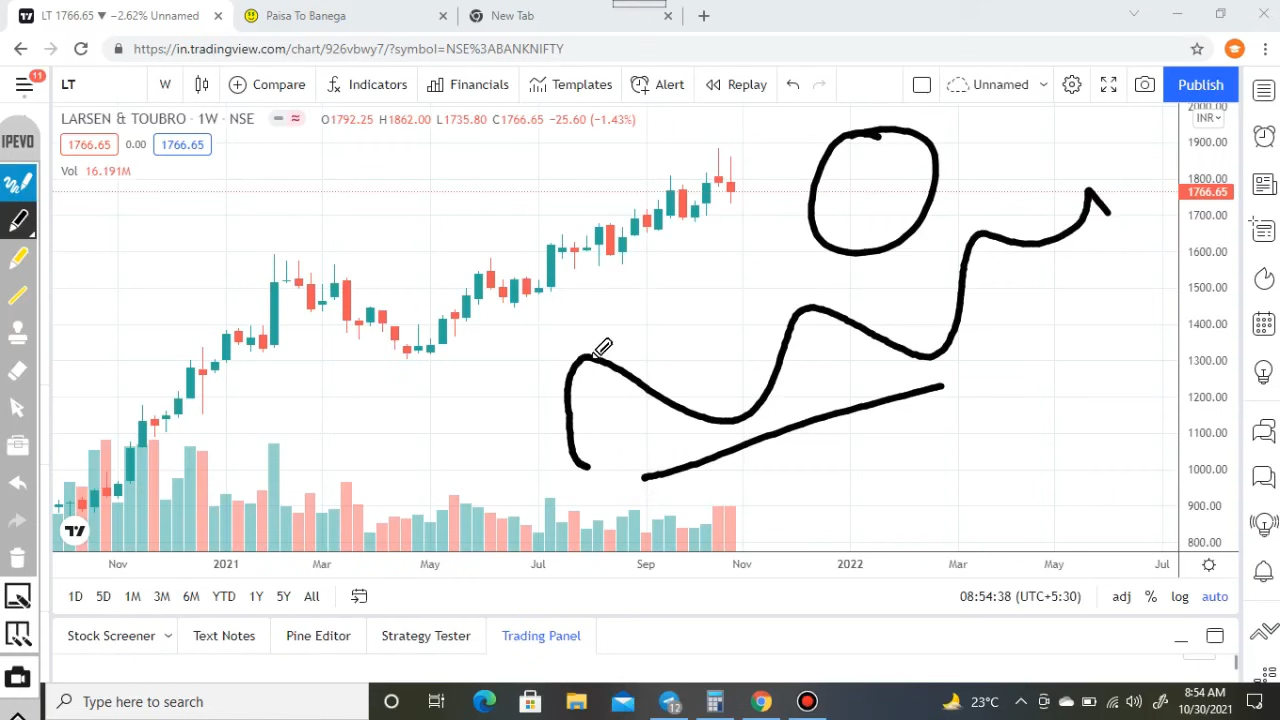 LT 1766.65 ▼ −2.62% Unnamed
Paisa To Banega
New Tab
https://in.tradingview.com/chart/926vbwy7/?symbol=NSE%3ABANKNIFTY
11
LT
W
Compare
Indicators
Financials
Templates
Alert
Replay
Unnamed
Publish
IPEVO
LARSEN & TOUBRO · 1W · NSE
O1792.25 H1862.00 L1735.80 C1766.65 −25.60 (−1.43%)
1766.65 0.00 1766.65
Vol 16.191M
2000.00
INR
1900.00
1800.00
1766.65
1700.00
1600.00
1500.00
1400.00
1300.00
1200.00
1100.00
1000.00
900.00
800.00
Nov 2021 Mar May Jul Sep Nov 2022 Mar May Jul
1D 5D 1M 3M 6M YTD 1Y 5Y All
08:54:38 (UTC+5:30)
adj % log auto
Stock Screener
Text Notes
Pine Editor
Strategy Tester
Trading Panel
Type here to search
12
23°C
8:54 AM
10/30/2021